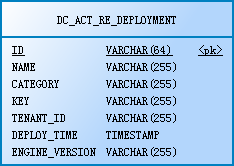 DC_ACT_RE_DEPLOYMENT
ID VARCHAR(64) <pk>
NAME VARCHAR(255)
CATEGORY VARCHAR(255)
KEY VARCHAR(255)
TENANT_ID VARCHAR(255)
DEPLOY_TIME TIMESTAMP
ENGINE_VERSION VARCHAR(255)